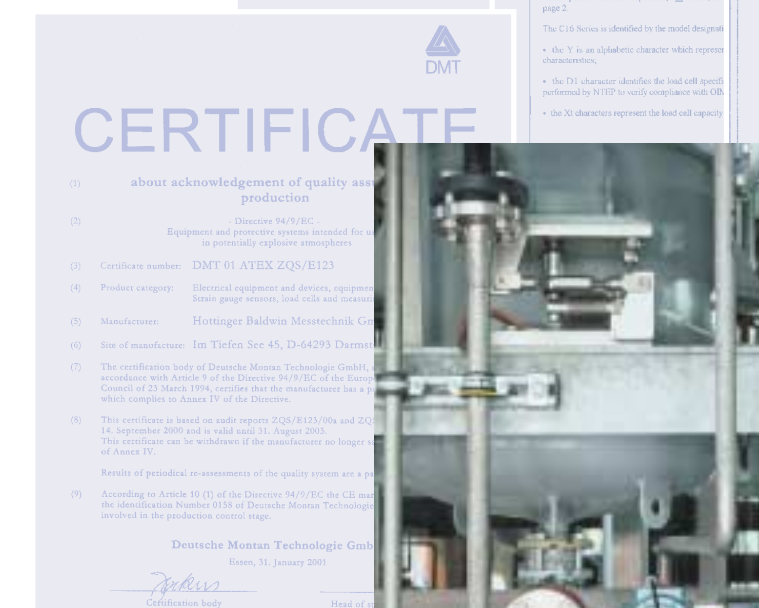 page 2.
The C16 Series is identified by the model designati
• the Y is an alphabetic character which represen
characteristics;
• the D1 character identifies the load cell specifi
performed by NTEP to verify compliance with OIM
• the Xt characters represent the load cell capacity
DMT
CERTIFICATE
(1) about acknowledgement of quality assu
production
(2) - Directive 94/9/EC -
Equipment and protective systems intended for us
in potentially explosive atmospheres
(3) Certificate number: DMT 01 ATEX ZQS/E123
(4) Product category: Electrical equipment and devices, equipmen
Strain gauge sensors, load cells and measuri
(5) Manufacturer: Hottinger Baldwin Messtechnik Gm
(6) Site of manufacture: Im Tiefen See 45, D-64293 Darmst
(7) The certification body of Deutsche Montan Technologie GmbH,
accordance with Article 9 of the Directive 94/9/EC of the Europ
Council of 23 March 1994, certifies that the manufacturer has a p
which complies to Annex IV of the Directive.
(8) This certificate is based on audit reports ZQS/E123/00a and ZQ
14. September 2000 and is valid until 31. August 2003.
This certificate can be withdrawn if the manufacturer no longer s
of Annex IV.
Results of periodical re-assessments of the quality system are a pa
(9) According to Article 10 (1) of the Directive 94/9/EC the CE mar
the identification Number 0158 of Deutsche Montan Technologie
involved in the production control stage.
Deutsche Montan Technologie Gmb
Essen, 31. January 2001
Certification body
Head of sp